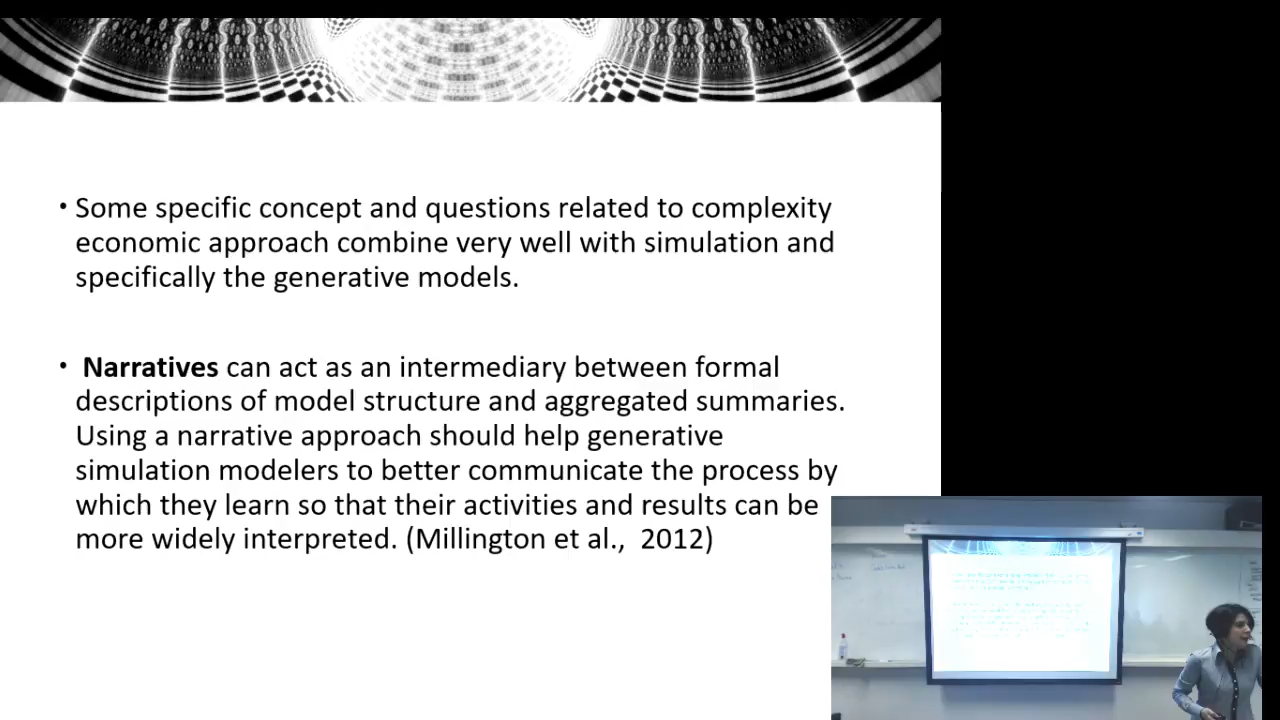 • Some specific concept and questions related to complexity
economic approach combine very well with simulation and
specifically the generative models.
• Narratives can act as an intermediary between formal
descriptions of model structure and aggregated summaries.
Using a narrative approach should help generative
simulation modelers to better communicate the process by
which they learn so that their activities and results can be
more widely interpreted. (Millington et al., 2012)